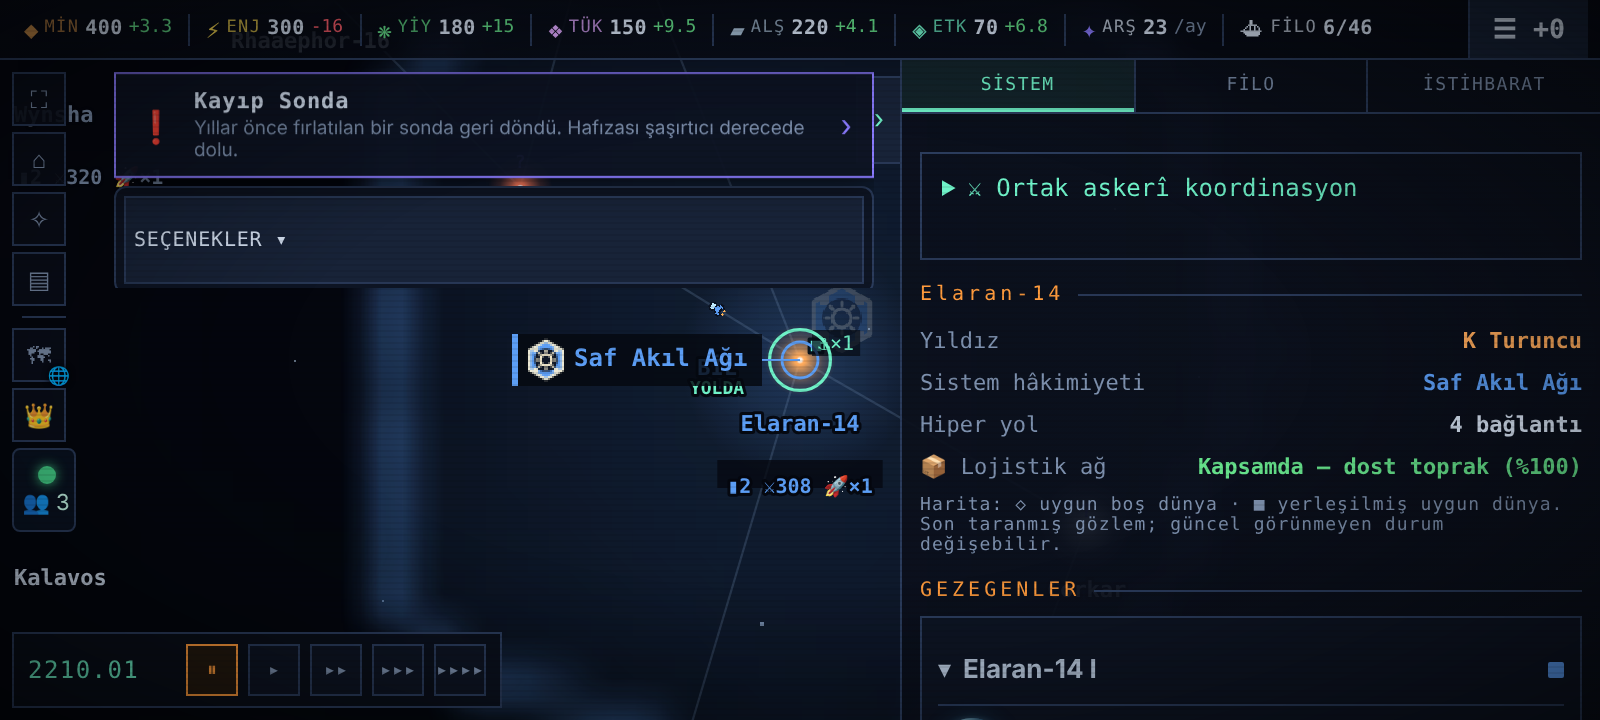 MİN 400 +3.3 ENJ 300 -16 YİY 180 +15 TÜK 150 +9.5 ALŞ 220 +4.1 ETK 70 +6.8 ARŞ 23 /ay FİLO 6/46 ☰ +0
Rhaaephor-16
Wynsha
Kayıp Sonda
Yıllar önce fırlatılan bir sonda geri döndü. Hafızası şaşırtıcı derecede
dolu.
2 ×320 ×1
SEÇENEKLER ▾
×1
Saf Akıl Ağı
YOLDA
Elaran-14
2 ⚔308 🚀×1
👥 3
Kalavos
2210.01
SİSTEM FİLO İSTİHBARAT
▶ ⚔ Ortak askerî koordinasyon
Elaran-14
Yıldız K Turuncu
Sistem hâkimiyeti Saf Akıl Ağı
Hiper yol 4 bağlantı
📦 Lojistik ağ Kapsamda — dost toprak (%100)
Harita: ◇ uygun boş dünya · ■ yerleşilmiş uygun dünya.
Son taranmış gözlem; güncel görünmeyen durum
değişebilir.
GEZEGENLER
▼ Elaran-14 I